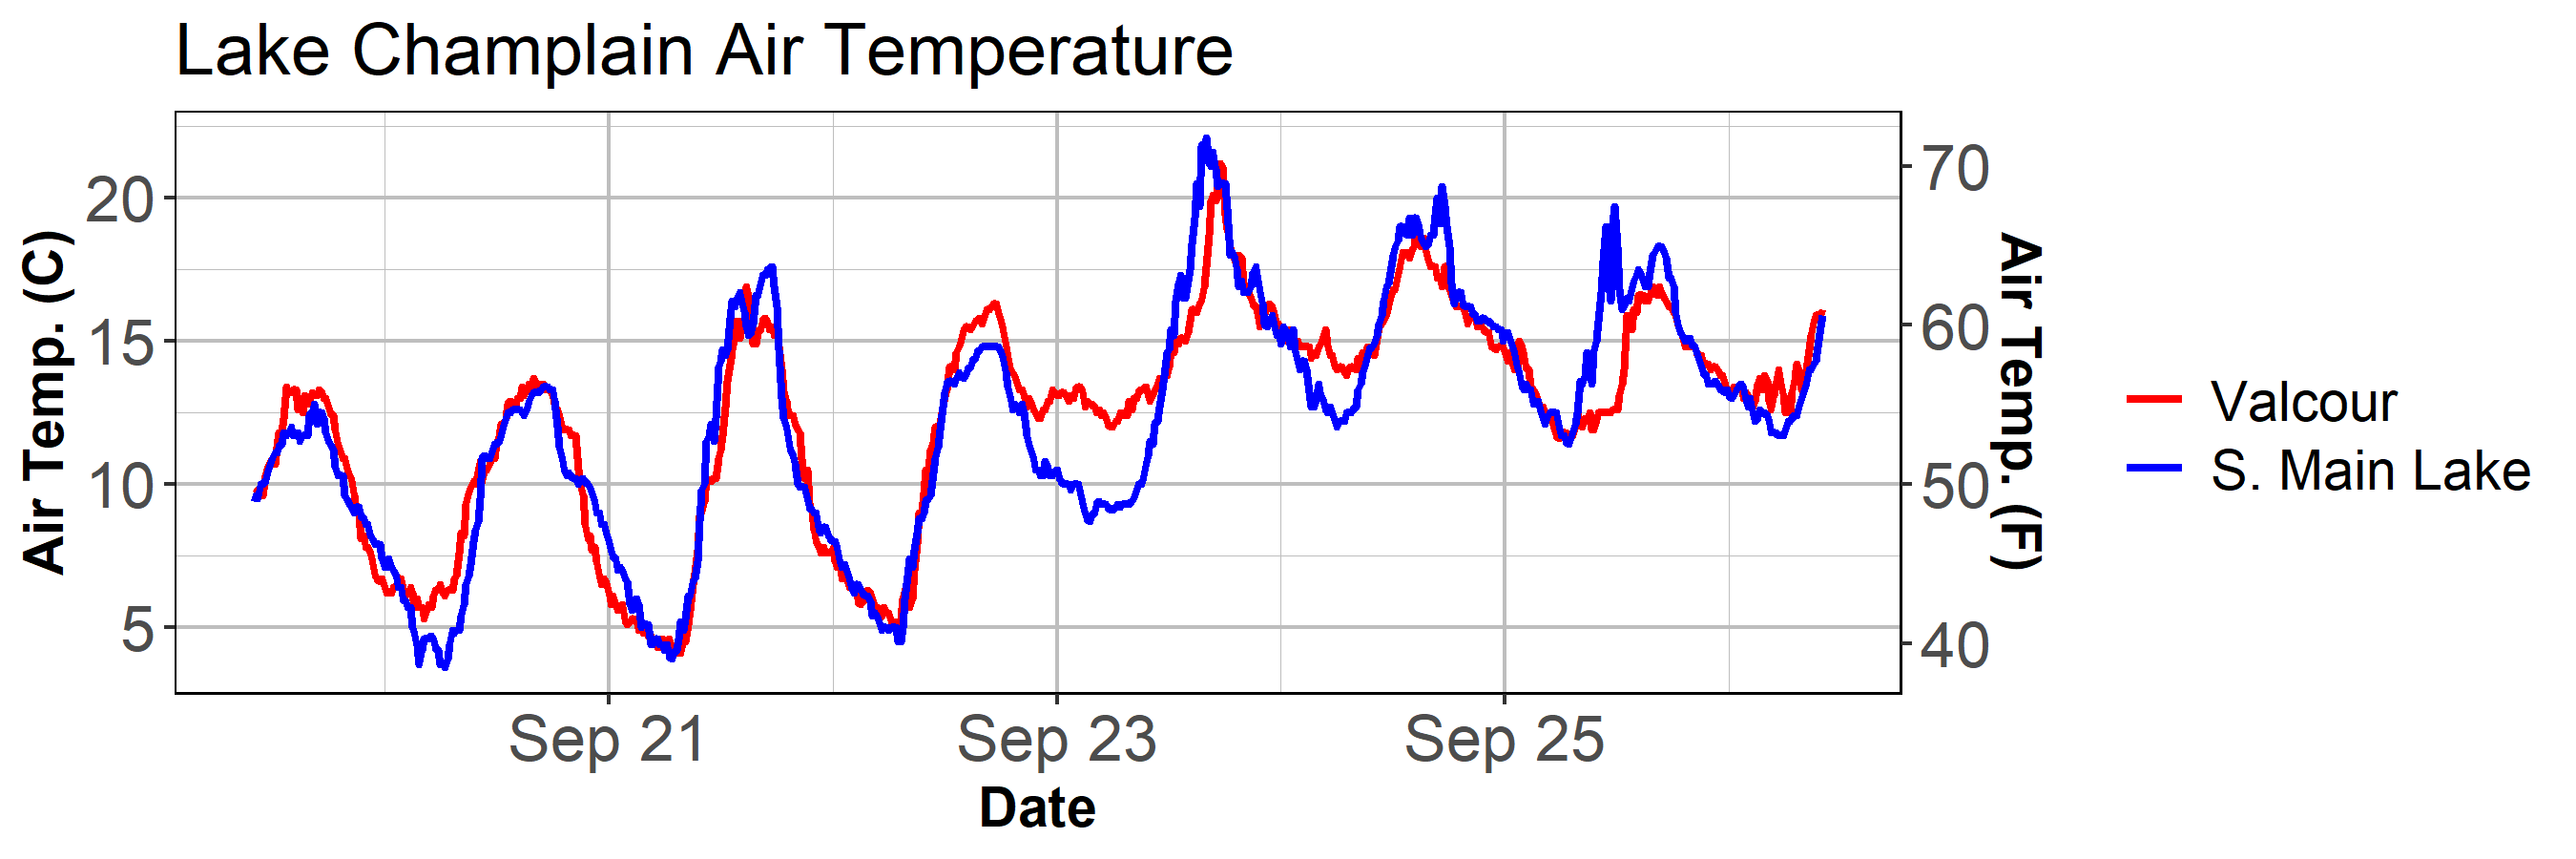 Lake Champlain Air Temperature
Air Temp. (C)
20
15
10
5
70
60
50
40
Air Temp. (F)
Sep 21
Sep 23
Sep 25
Date
Valcour
S. Main Lake